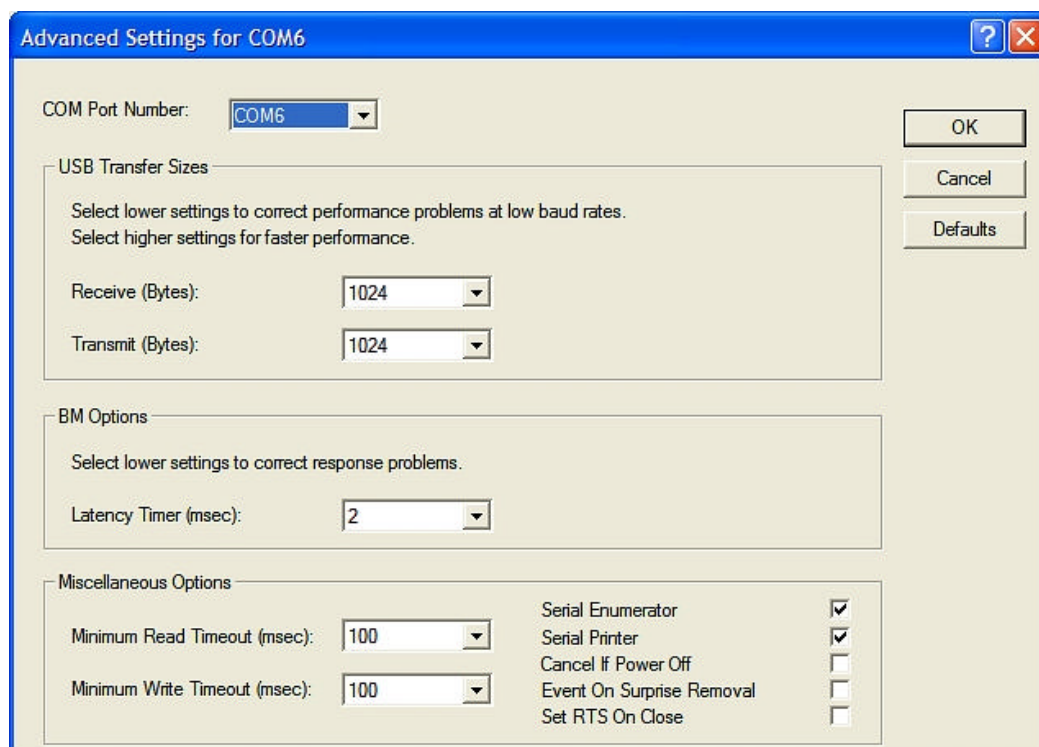 Advanced Settings for COM6
COM Port Number: COM6
OK
USB Transfer Sizes
Cancel
Select lower settings to correct performance problems at low baud rates.
Defaults
Select higher settings for faster performance.
Receive (Bytes): 1024
Transmit (Bytes): 1024
BM Options
Select lower settings to correct response problems.
Latency Timer (msec): 2
Miscellaneous Options
Minimum Read Timeout (msec): 100
Minimum Write Timeout (msec): 100
Serial Enumerator
Serial Printer
Cancel If Power Off
Event On Surprise Removal
Set RTS On Close